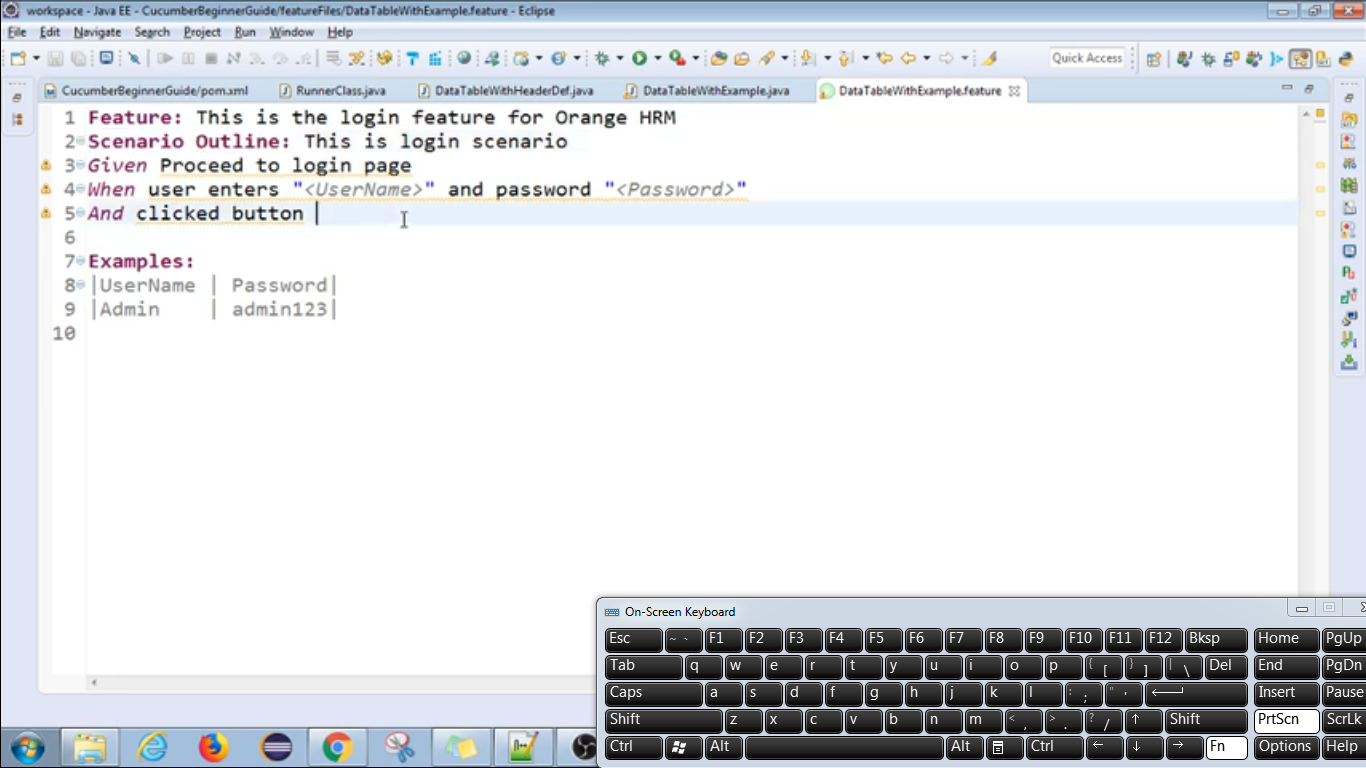 workspace - Java EE - CucumberBeginnerGuide/featureFiles/DataTableWithExample.feature - Eclipse
File Edit Navigate Search Project Run Window Help
Quick Access
CucumberBeginnerGuide/pom.xml RunnerClass.java DataTableWithHeaderDef.java DataTableWithExample.java DataTableWithExample.feature
1 Feature: This is the login feature for Orange HRM
2 Scenario Outline: This is login scenario
3 Given Proceed to login page
4 When user enters "<UserName>" and password "<Password>"
5 And clicked button
6
7 Examples:
8 |UserName | Password|
9 |Admin | admin123|
10
On-Screen Keyboard
Esc ~ ` F1 F2 F3 F4 F5 F6 F7 F8 F9 F10 F11 F12 Bksp Home PgUp
Tab q w e r t y u i o p { [ } ] | \ Del End PgDn
Caps a s d f g h j k l : ; " ' Insert Pause
Shift z x c v b n m < , > . ? / ↑ Shift PrtScn ScrLk
Ctrl Alt Alt Ctrl ← ↓ → Fn Options Help